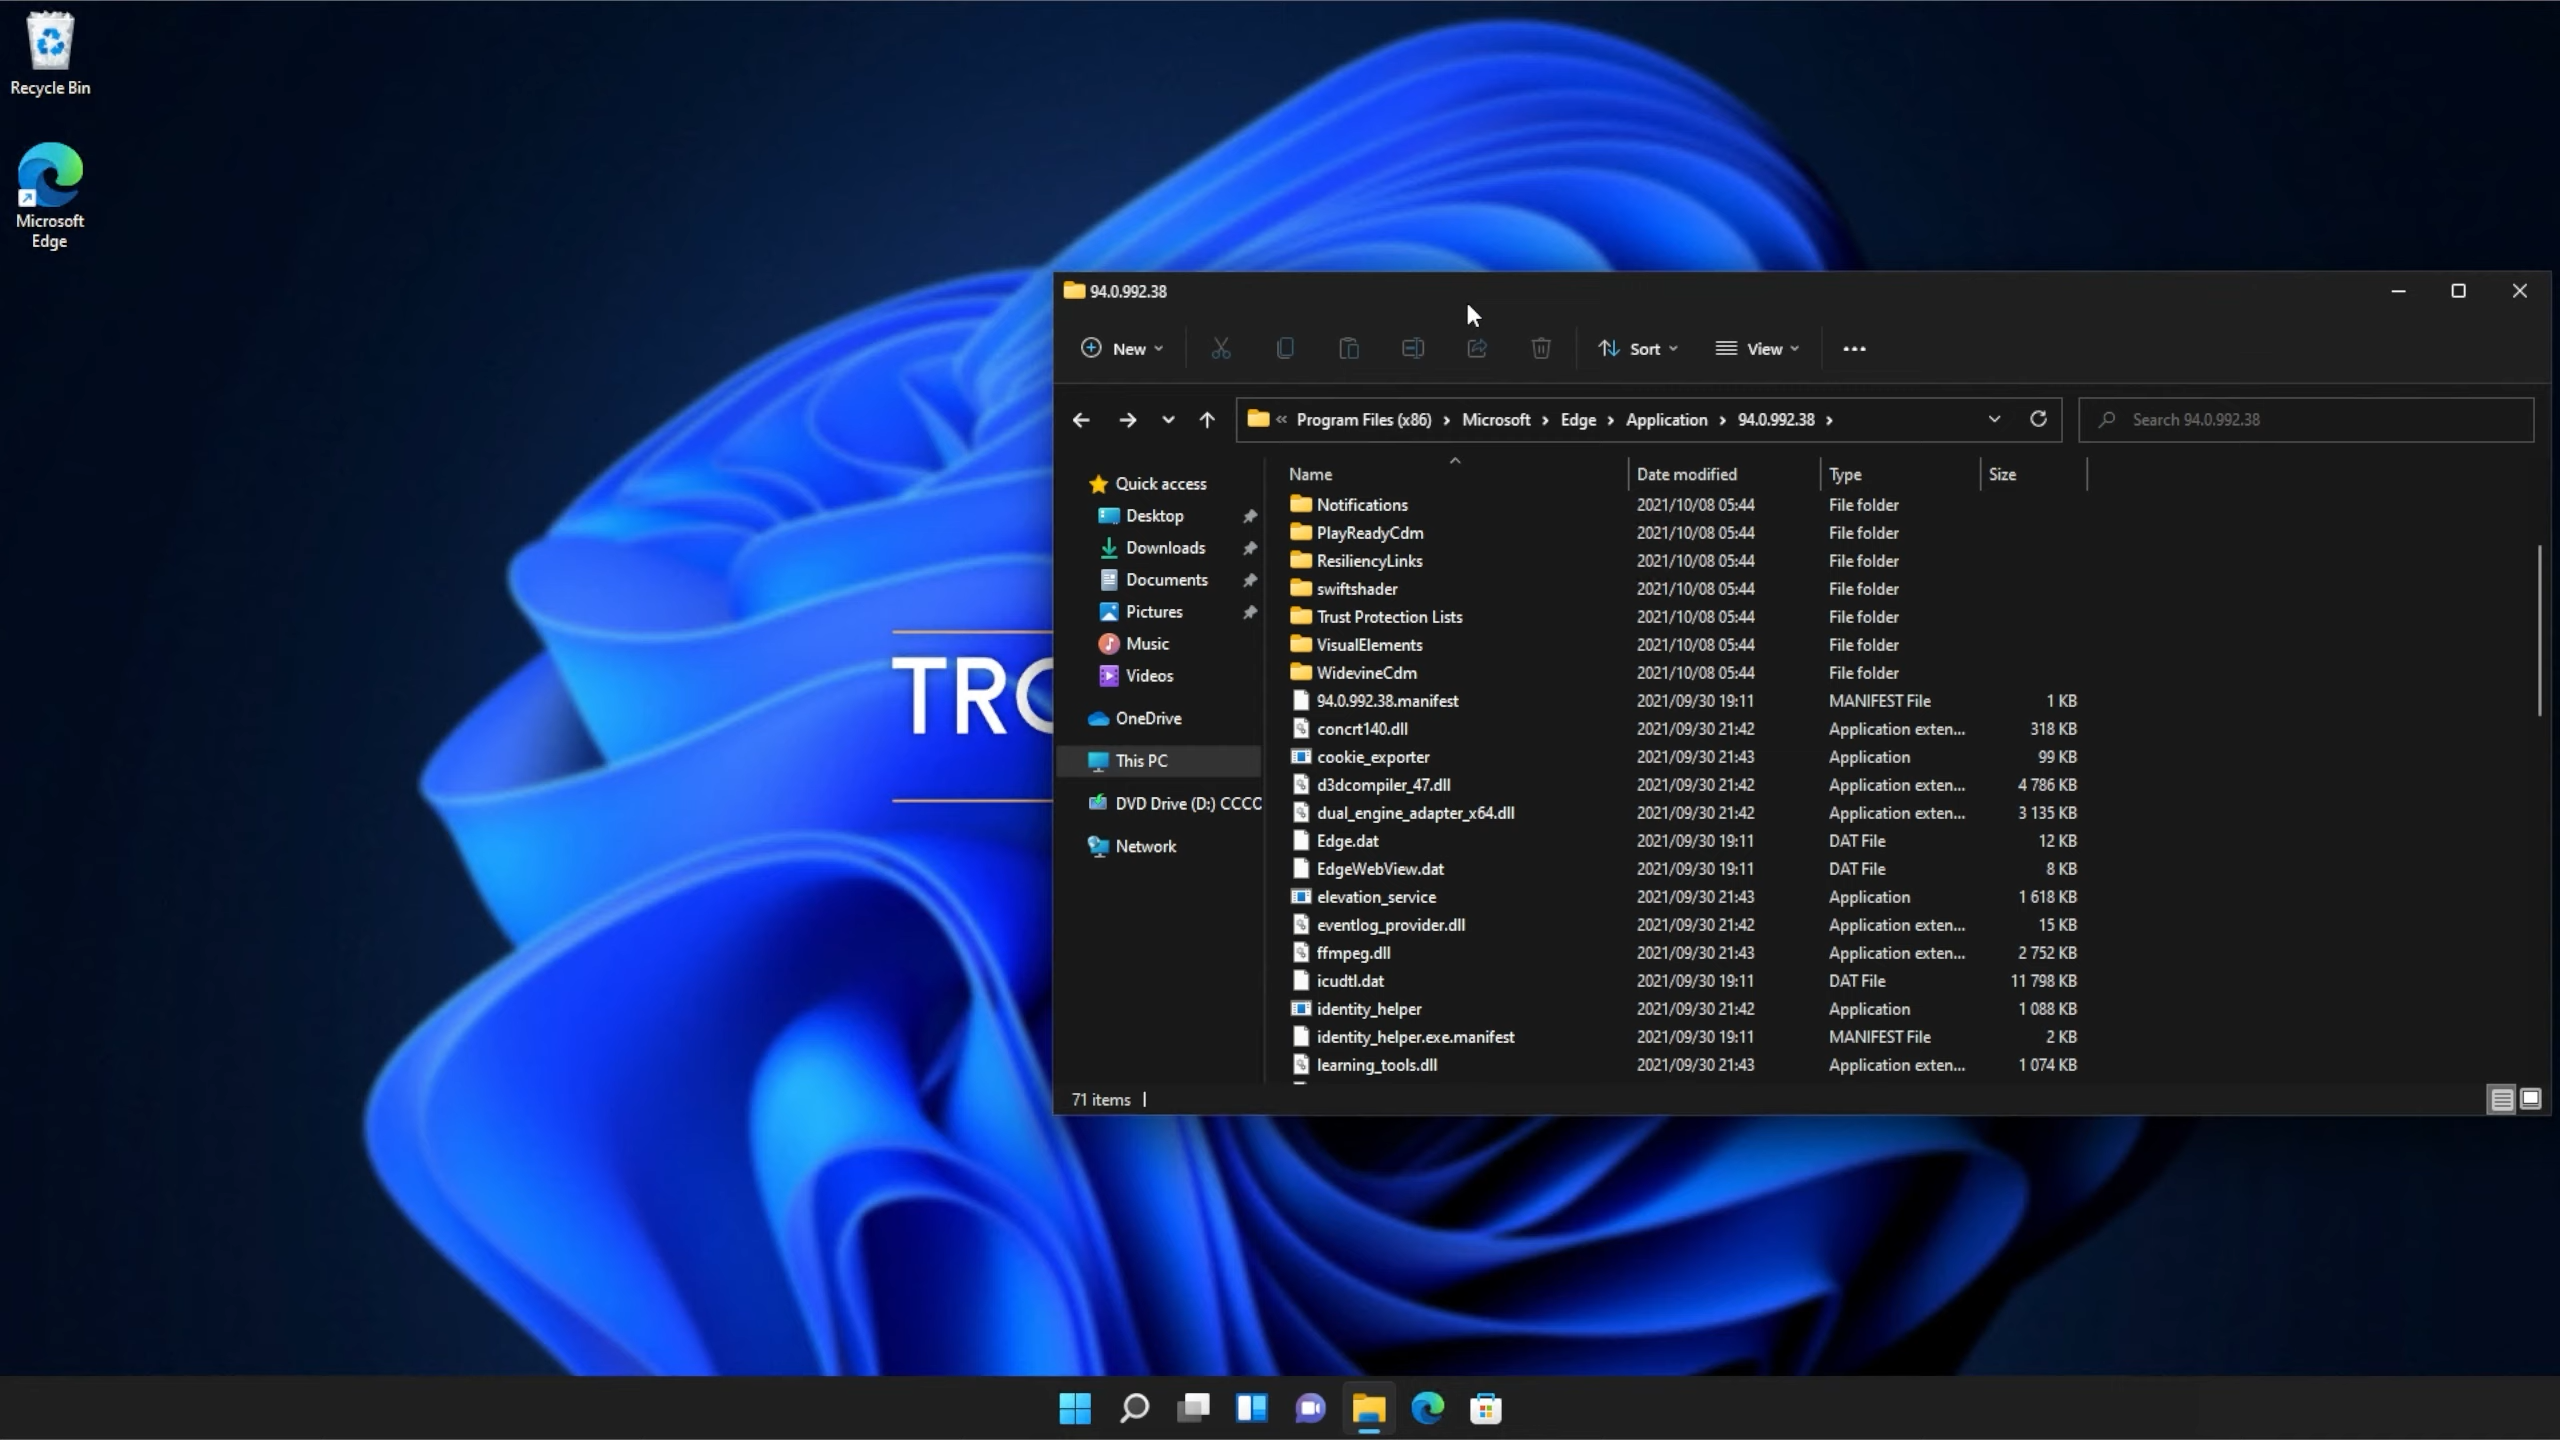 Recycle Bin
Microsoft
Edge
TRO
94.0.992.38
New
Sort
View
Program Files (x86) Microsoft Edge Application 94.0.992.38
Search 94.0.992.38
Quick access
Desktop
Downloads
Documents
Pictures
Music
Videos
OneDrive
This PC
DVD Drive (D:) CCCC
Network
Name Date modified Type Size
Notifications 2021/10/08 05:44 File folder
PlayReadyCdm 2021/10/08 05:44 File folder
ResiliencyLinks 2021/10/08 05:44 File folder
swiftshader 2021/10/08 05:44 File folder
Trust Protection Lists 2021/10/08 05:44 File folder
VisualElements 2021/10/08 05:44 File folder
WidevineCdm 2021/10/08 05:44 File folder
94.0.992.38.manifest 2021/09/30 19:11 MANIFEST File 1 KB
concrt140.dll 2021/09/30 21:42 Application exten... 318 KB
cookie_exporter 2021/09/30 21:43 Application 99 KB
d3dcompiler_47.dll 2021/09/30 21:42 Application exten... 4 786 KB
dual_engine_adapter_x64.dll 2021/09/30 21:42 Application exten... 3 135 KB
Edge.dat 2021/09/30 19:11 DAT File 12 KB
EdgeWebView.dat 2021/09/30 19:11 DAT File 8 KB
elevation_service 2021/09/30 21:43 Application 1 618 KB
eventlog_provider.dll 2021/09/30 21:42 Application exten... 15 KB
ffmpeg.dll 2021/09/30 21:43 Application exten... 2 752 KB
icudtl.dat 2021/09/30 19:11 DAT File 11 798 KB
identity_helper 2021/09/30 21:42 Application 1 088 KB
identity_helper.exe.manifest 2021/09/30 19:11 MANIFEST File 2 KB
learning_tools.dll 2021/09/30 21:43 Application exten... 1 074 KB
71 items